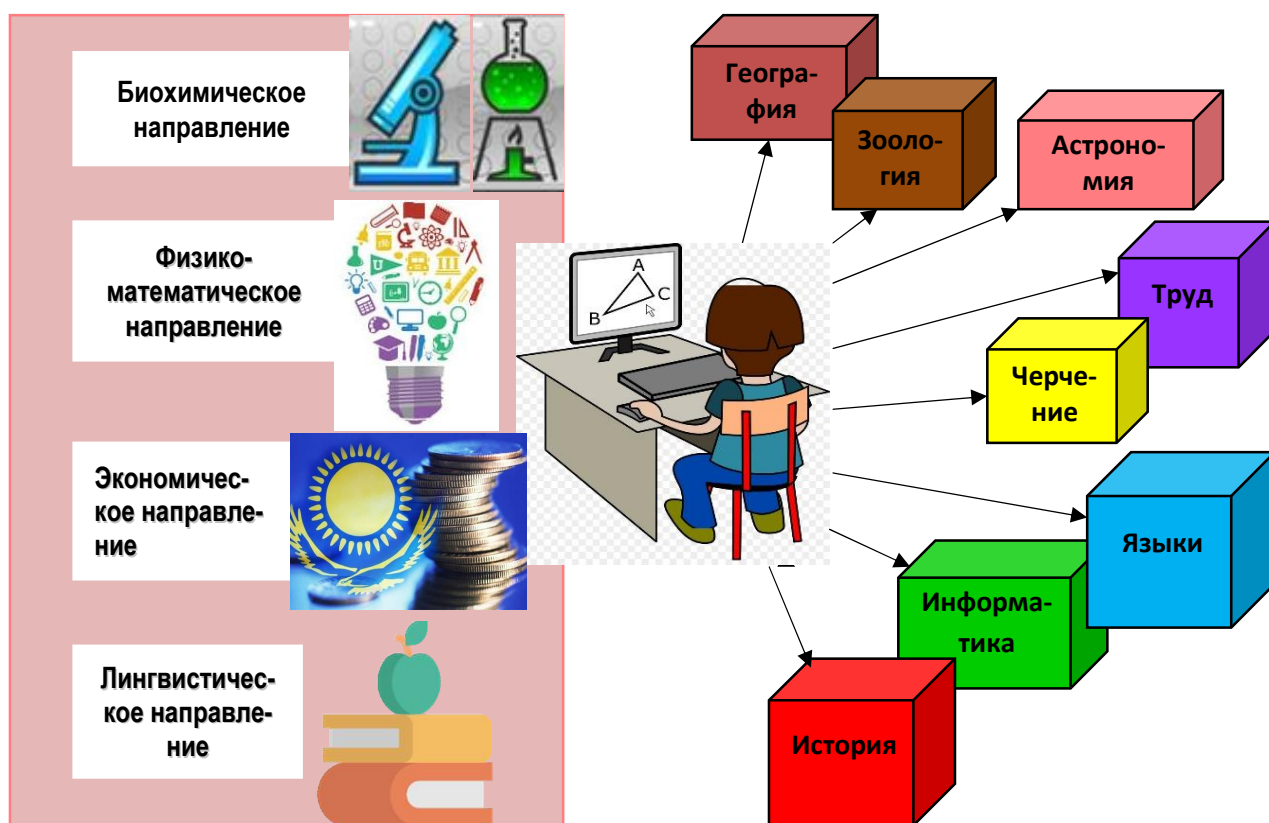 Биохимическое
направление
Физико-
математическое
направление
Экономичес-
кое направле-
ние
Лингвистичес-
кое направле-
ние
A
B
C
Геогра-
фия
Зооло-
гия
Астроно-
мия
Труд
Черче-
ние
Языки
Информа-
тика
История